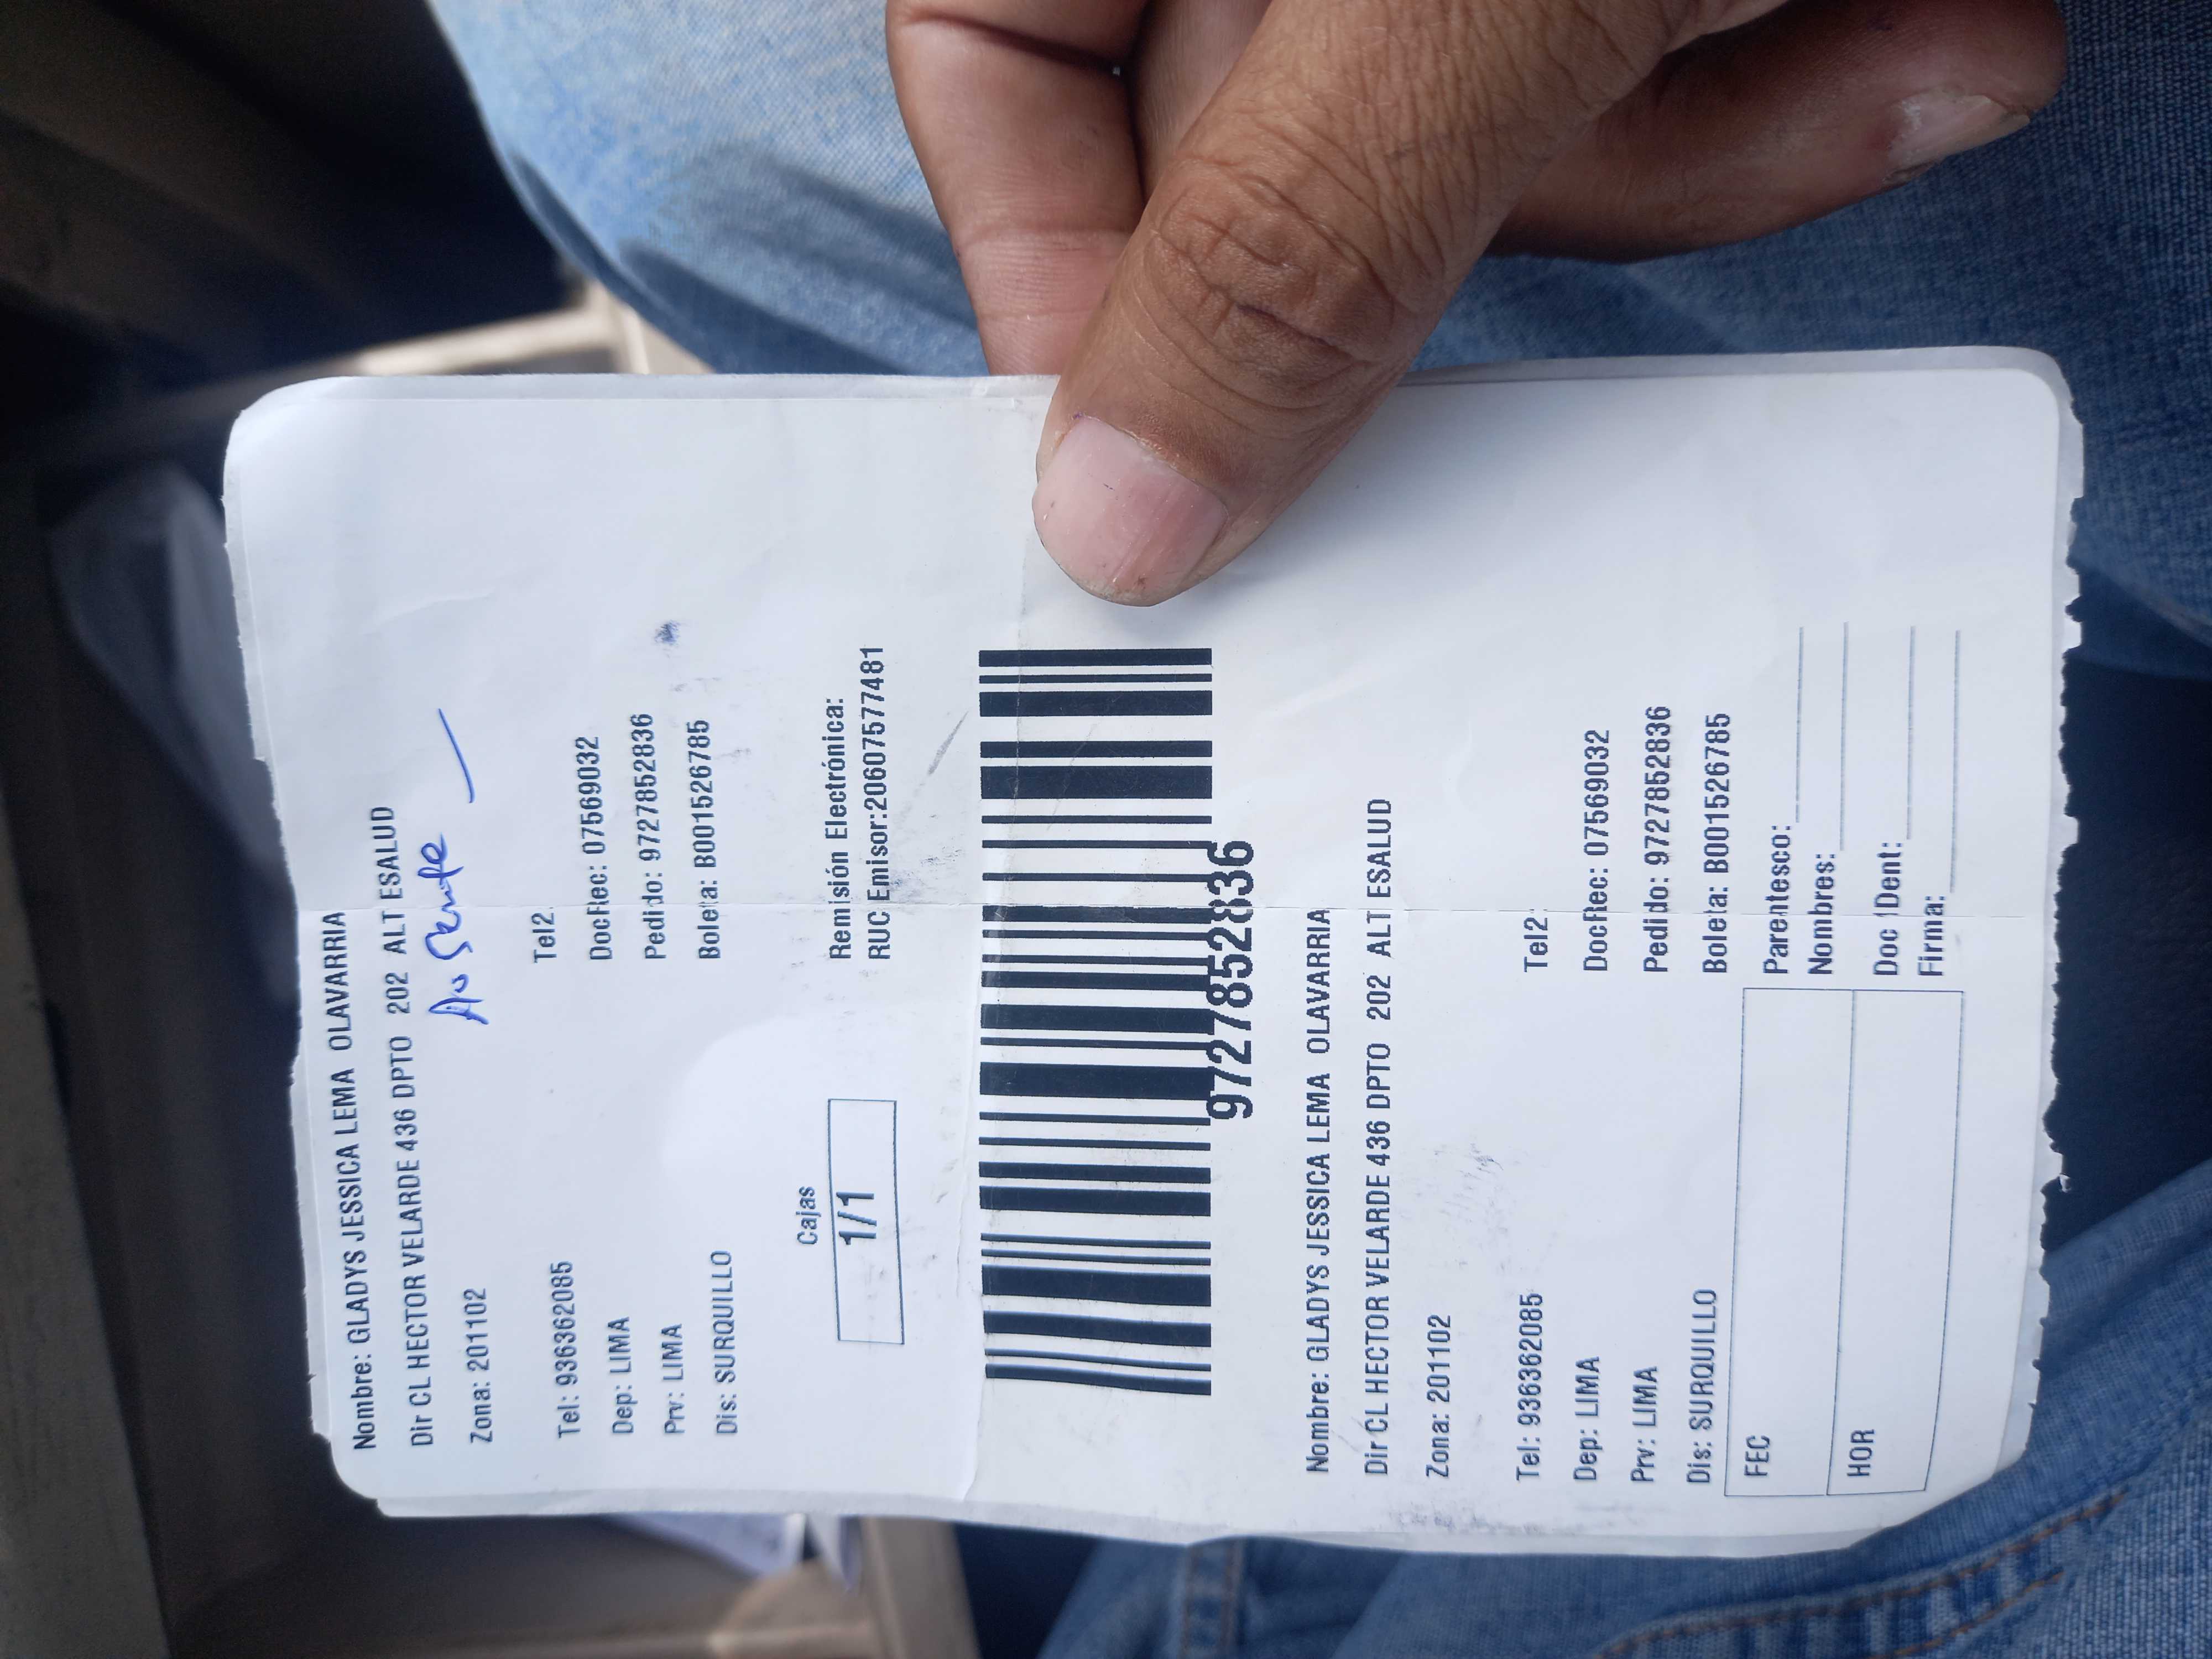 Nombre: GLADYS JESSICA LEMA OLAVARRIA
Dir CL HECTOR VELARDE 436 DPTO 202 ALT ESALUD
Ausente
Zona: 201102
Tel: 936362085 Tel2:
Dep: LIMA DocRec: 07569032
Prv: LIMA Pedido: 97278528​36
Dis: SURQUILLO Boleta: B001526785
Cajas
1/1
Remisión Electrónica:
RUC Emisor:20607577481
9727852836
Nombre: GLADYS JESSICA LEMA OLAVARRIA
Dir CL HECTOR VELARDE 436 DPTO 202 ALT ESALUD
Zona: 201102
Tel: 936362085 Tel2:
Dep: LIMA DocRec: 07569032
Prv: LIMA Pedido: 9727852836
Dis: SURQUILLO Boleta: B001526785
FEC
HOR
Parentesco:
Nombres:
Doc IDent:
Firma: